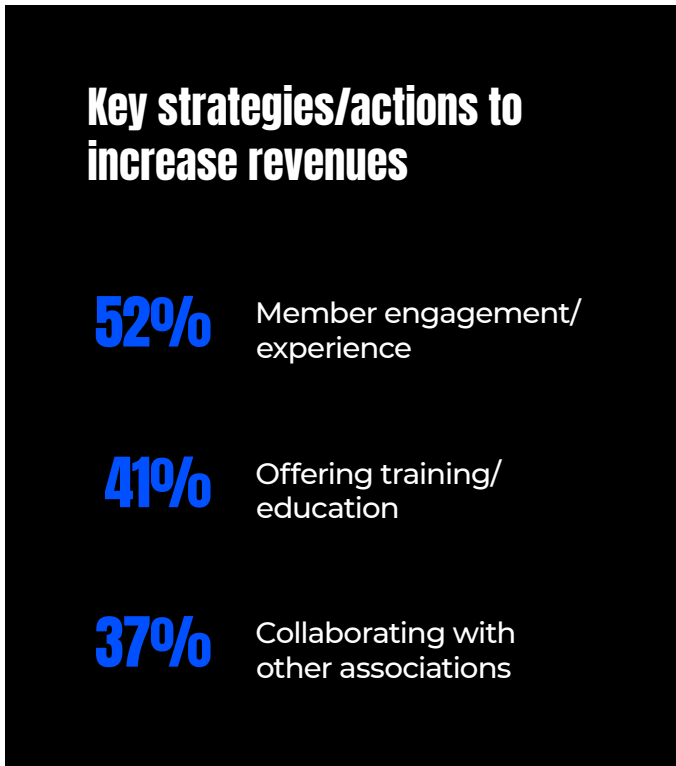 Key strategies/actions to
increase revenues
52% Member engagement/
experience
41% Offering training/
education
37% Collaborating with
other associations